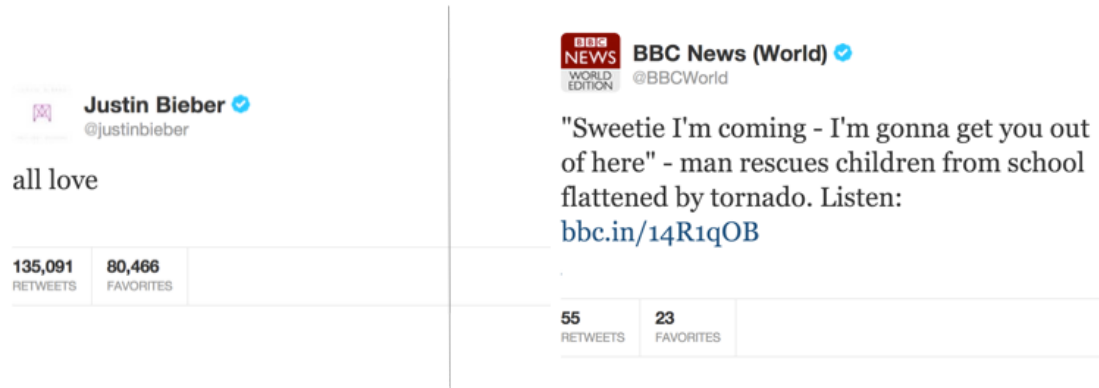 Justin Bieber
@justinbieber
all love
135,091 80,466
RETWEETS FAVORITES
BBC
NEWS
WORLD
EDITION
BBC News (World)
@BBCWorld
"Sweetie I'm coming - I'm gonna get you out
of here" - man rescues children from school
flattened by tornado. Listen:
bbc.in/14R1qOB
55 23
RETWEETS FAVORITES